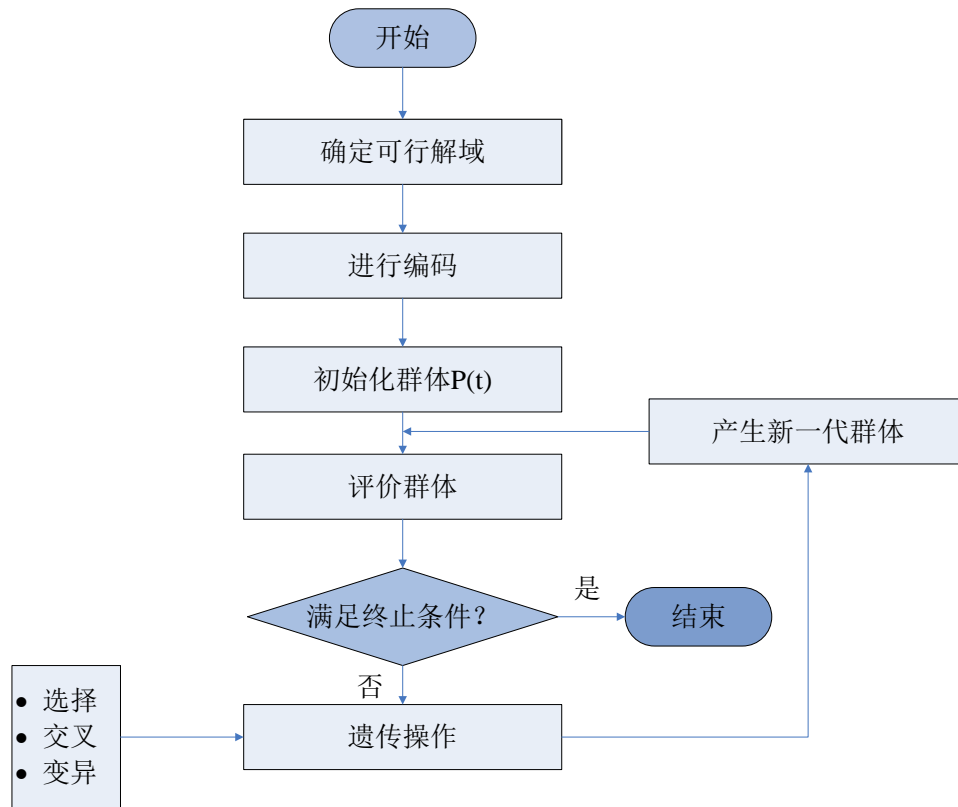 开始
确定可行解域
进行编码
初始化群体P(t)
产生新一代群体
评价群体
满足终止条件？
是
结束
否
• 选择
• 交叉
• 变异
遗传操作